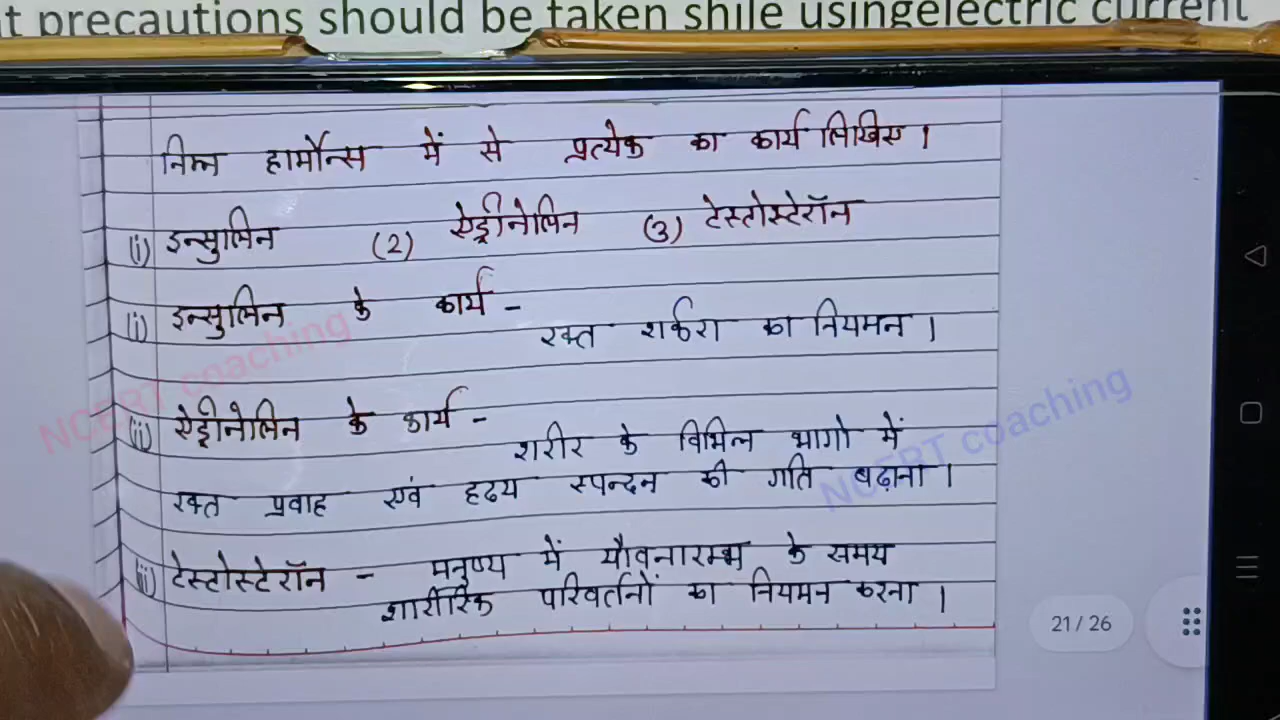 t precautions should be taken shile usingelectric current
निम्न हार्मोन्स में से प्रत्येक का कार्य लिखिए ।
(i) इन्सुलिन (2) ऐड्रीनेलिन (3) टेस्टोस्टेरॉन
(i) इन्सुलिन के कार्य -
रक्त शर्करा का नियमन ।
(ii) ऐड्रीनेलिन के कार्य -
शरीर के विभिन्न भागो में
रक्त प्रवाह एवं हृदय स्पन्दन की गति बढ़ाना ।
(iii) टेस्टोस्टेरॉन - मनुष्य में यौवनारम्भ के समय
शारीरिक परिवर्तनों का नियमन करना ।
NCERT coaching
NCERT coaching
21 / 26